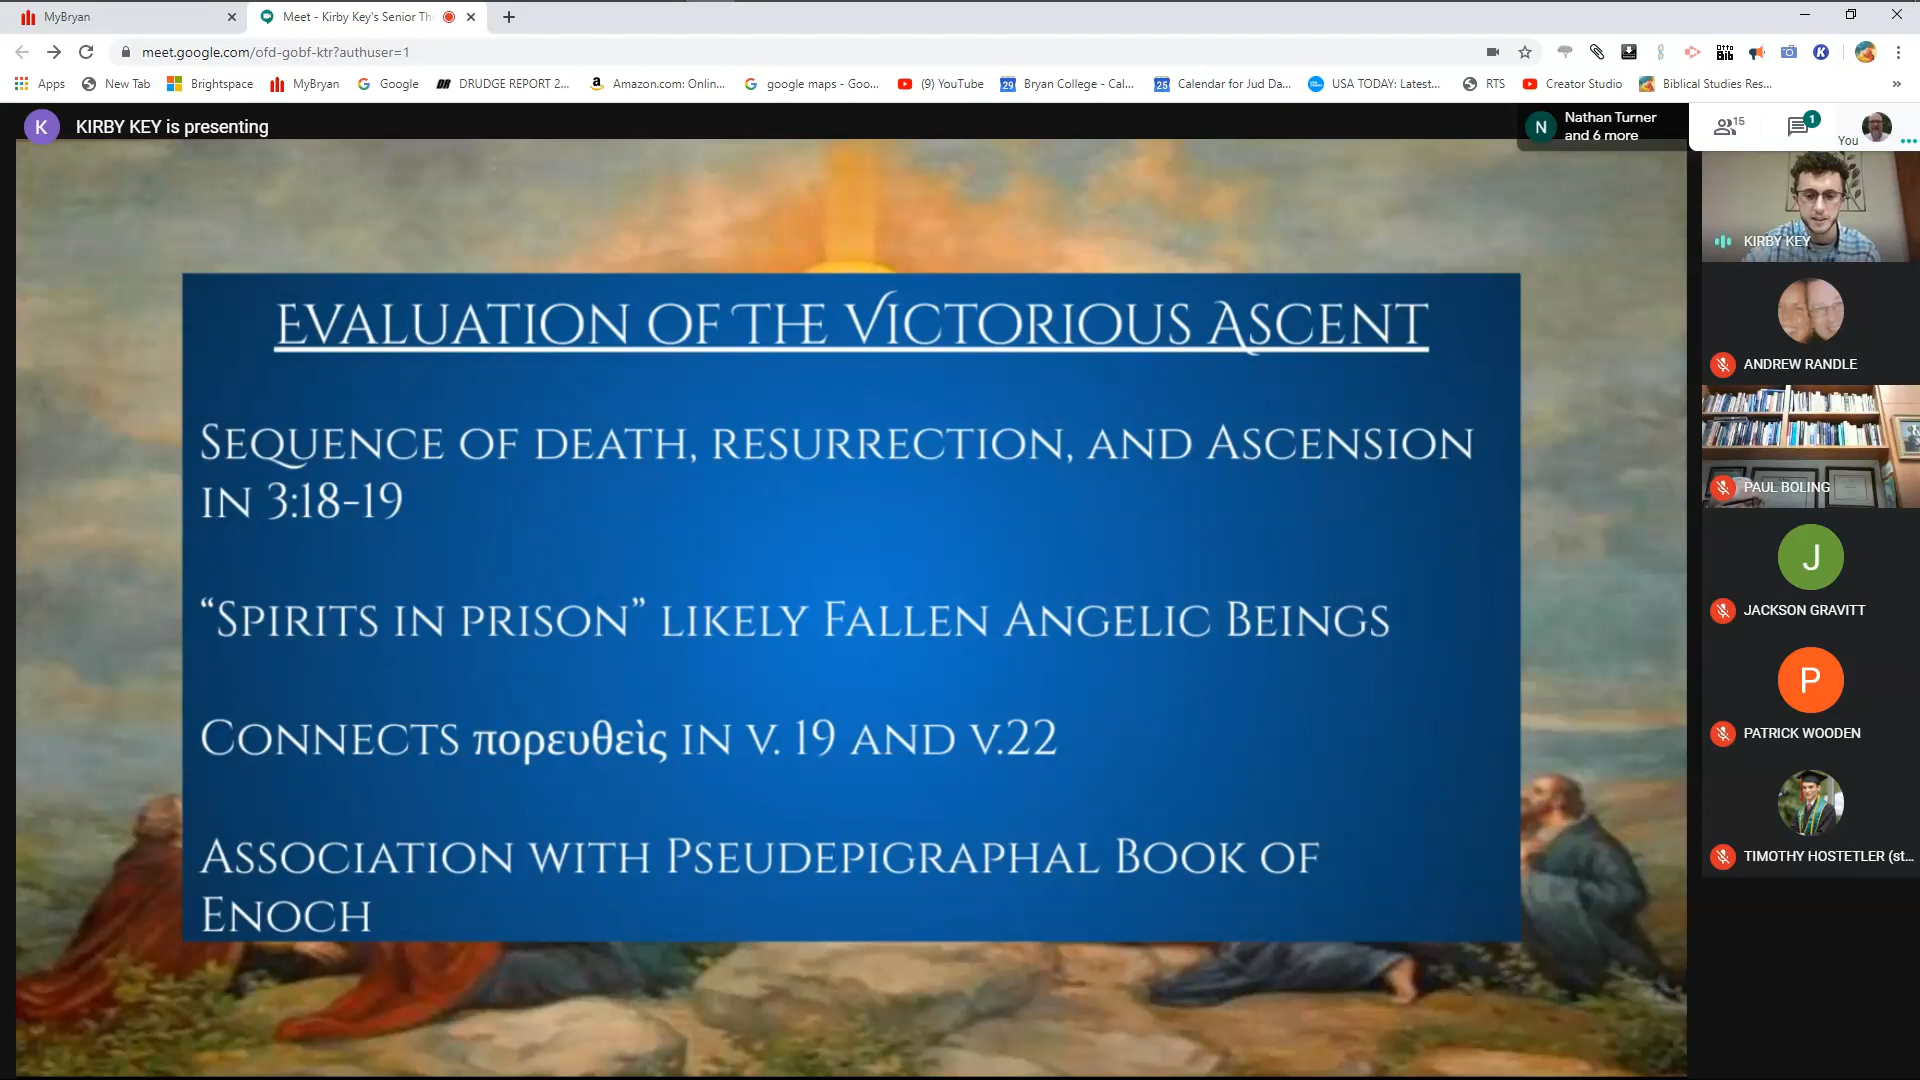 MyBryan
Meet - Kirby Key's Senior Th
meet.google.com/ofd-gobf-ktr?authuser=1
Apps
New Tab
Brightspace
MyBryan
Google
DRUDGE REPORT 2...
Amazon.com: Onlin...
google maps - Goo...
(9) YouTube
29
Bryan College - Cal...
25
Calendar for Jud Da...
USA TODAY: Latest...
RTS
Creator Studio
Biblical Studies Res...
»
K
KIRBY KEY is presenting
N
Nathan Turner
and 6 more
15
1
You
Evaluation of the Victorious Ascent
Sequence of death, resurrection, and Ascension
in 3:18-19
“Spirits in prison” likely Fallen Angelic Beings
Connects πορευθεὶς in v. 19 and v.22
Association with Pseudepigraphal Book of
Enoch
KIRBY KEY
ANDREW RANDLE
PAUL BOLING
J
JACKSON GRAVITT
P
PATRICK WOODEN
TIMOTHY HOSTETLER (st...